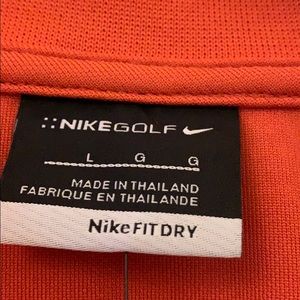 NIKEGOLF
L G G
MADE IN THAILAND
FABRIQUE EN THAILANDE
NikeFITDRY